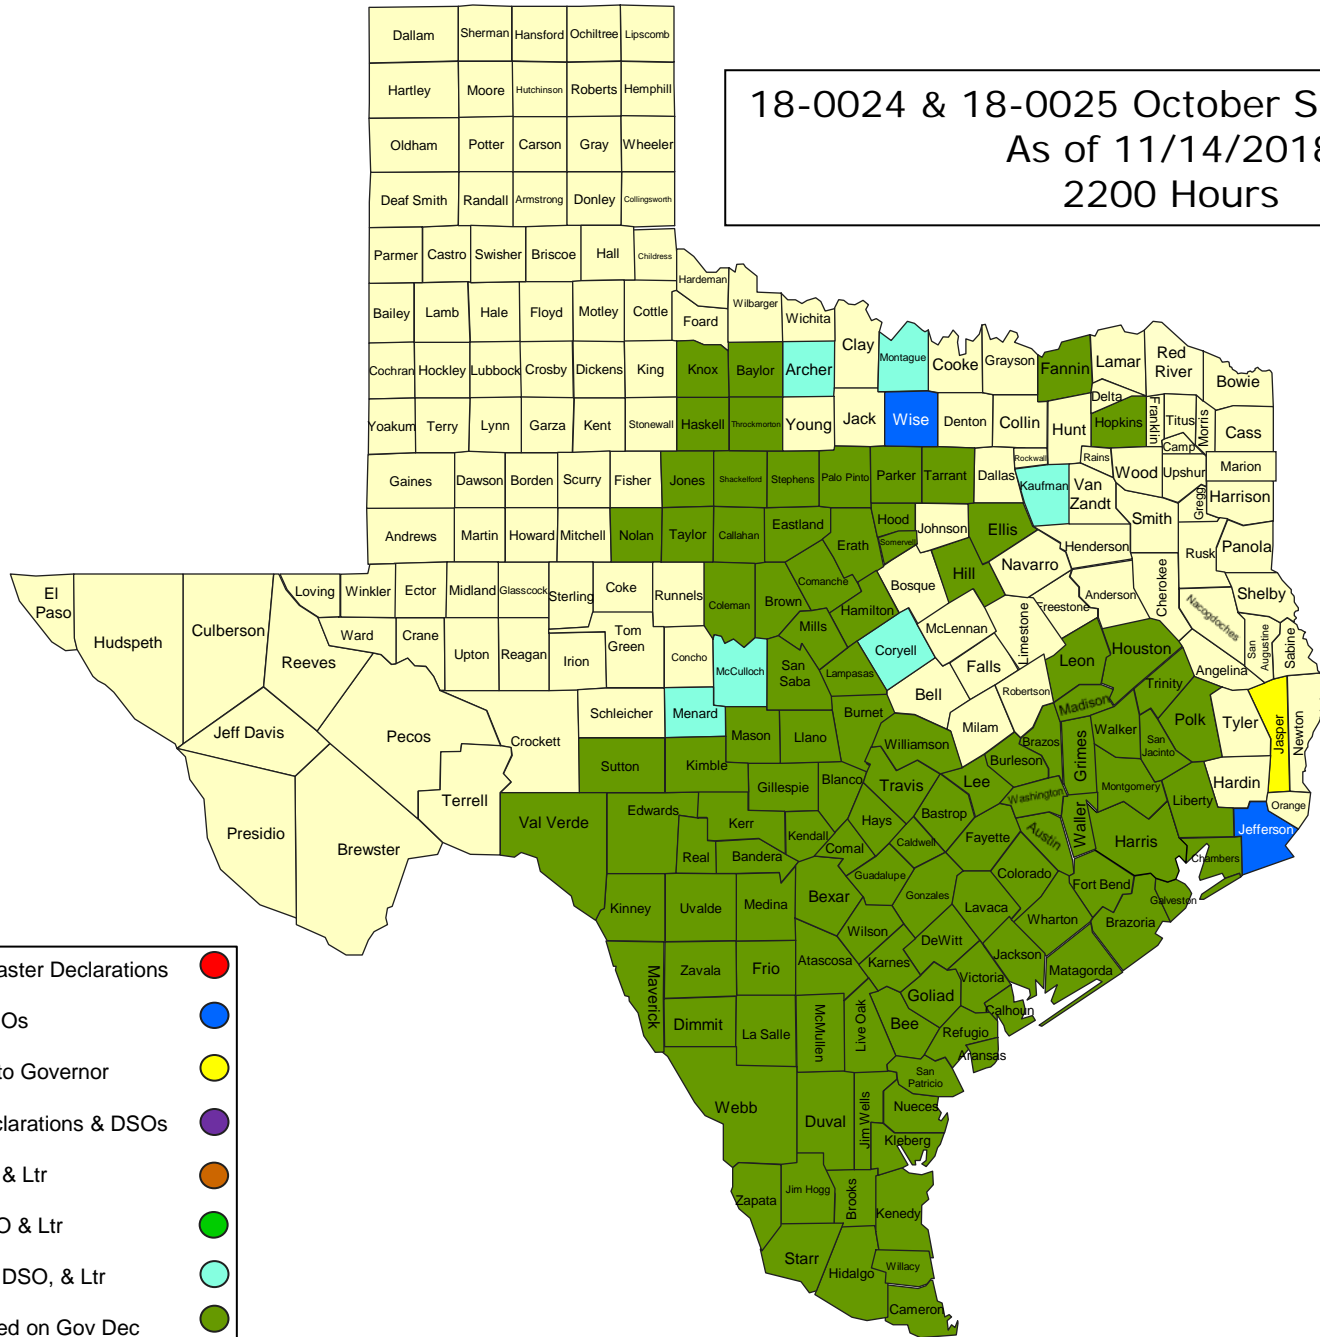 Dallam Sherman Hansford Ochiltree Lipscomb
Hartley Moore Hutchinson Roberts Hemphill
18-0024 & 18-0025 October S
As of 11/14/2018
2200 Hours
Oldham Potter Carson Gray Wheeler
Deaf Smith Randall Armstrong Donley Collingsworth
Parmer Castro Swisher Briscoe Hall Childress
Hardeman
Wilbarger
Bailey Lamb Hale Floyd Motley Cottle Foard Wichita
Clay Montague Cooke Grayson Fannin Lamar Red
River
Bowie
Cochran Hockley Lubbock Crosby Dickens King Knox Baylor Archer
Delta
Yoakum Terry Lynn Garza Kent Stonewall Haskell Throckmorton Young Jack Wise Denton Collin Hunt Hopkins Franklin Titus Morris Cass
Camp
Rockwall Rains Wood Upshur Marion
Gaines Dawson Borden Scurry Fisher Jones Shackelford Stephens Palo Pinto Parker Tarrant Dallas Kaufman Van
Zandt
Gregg Harrison
Smith
Andrews Martin Howard Mitchell Nolan Taylor Callahan Eastland Erath Hood Somervell Johnson Ellis Henderson Rusk Panola
El
Paso
Hudspeth Culberson Reeves Loving Winkler Ector Midland Glasscock Sterling Coke Runnels Coleman Brown Comanche Hamilton Bosque Hill Navarro Freestone Anderson Cherokee Nacogdoches Shelby
Ward Crane Upton Reagan Irion Tom
Green
Concho McCulloch San
Saba
Mills Lampasas Coryell McLennan Falls Limestone Leon Houston Angelina San
Augustine
Sabine
Jeff Davis Pecos Crockett Schleicher Menard Mason Llano Burnet Bell Milam Robertson Madison Trinity Polk Tyler Jasper Newton
Presidio Brewster Terrell Sutton Kimble Gillespie Blanco Williamson Travis Lee Burleson Brazos Grimes Walker San
Jacinto
Hardin
Val Verde Edwards Real Kerr Bandera Kendall Comal Hays Caldwell Bastrop Fayette Washington Austin Waller Montgomery Harris Liberty Orange
Jefferson
Chambers
Kinney Uvalde Medina Bexar Guadalupe Gonzales Lavaca Colorado Wharton Fort Bend Brazoria Galveston
Maverick Zavala Frio Atascosa Wilson Karnes DeWitt Jackson Matagorda
Dimmit La Salle McMullen Live Oak Bee Goliad Victoria Calhoun
Refugio
Aransas
San
Patricio
Webb Duval Jim Wells Nueces
Kleberg
Zapata Jim Hogg Brooks Kenedy
Starr Hidalgo Willacy
Cameron
aster Declarations
Os
to Governor
clarations & DSOs
& Ltr
O & Ltr
DSO, & Ltr
ed on Gov Dec